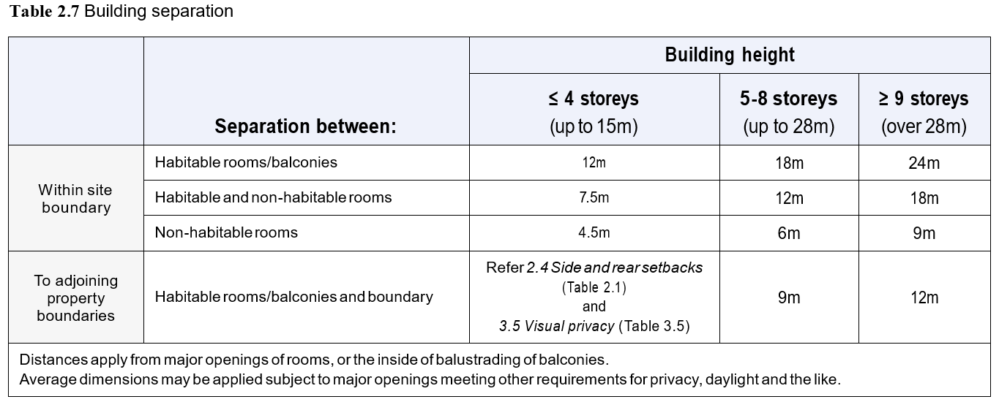 Table 2.7 Building separation
Building height
Separation between:
≤ 4 storeys
(up to 15m)
5-8 storeys
(up to 28m)
≥ 9 storeys
(over 28m)
Within site
boundary
Habitable rooms/balconies
12m
18m
24m
Habitable and non-habitable rooms
7.5m
12m
18m
Non-habitable rooms
4.5m
6m
9m
To adjoining
property
boundaries
Habitable rooms/balconies and boundary
Refer 2.4 Side and rear setbacks
(Table 2.1)
and
3.5 Visual privacy (Table 3.5)
9m
12m
Distances apply from major openings of rooms, or the inside of balustrading of balconies.
Average dimensions may be applied subject to major openings meeting other requirements for privacy, daylight and the like.